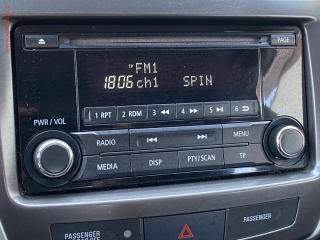 PAGE
FM1
1806 ch1 SPIN
1 RPT 2 RDM 3 4 5 6
PWR / VOL
RADIO MENU
MEDIA DISP PTY/SCAN TP
PASSENGER
PASSENGER